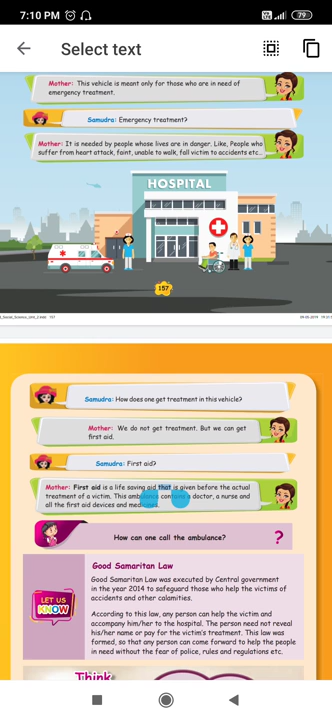 7:10 PM
79
Select text
Mother: This vehicle is meant only for those who are in need of
emergency treatment.
Samudra: Emergency treatment?
Mother: It is needed by people whose lives are in danger. Like, People who
suffer from heart attack, faint, unable to walk, fall victim to accidents etc...
HOSPITAL
157
Samudra: How does one get treatment in this vehicle?
Mother: We do not get treatment. But we can get
first aid.
Samudra: First aid?
Mother: First aid is a life saving aid that is given before the actual
treatment of a victim. This ambulance contains a doctor, a nurse and
all the first aid devices and medicines.
How can one call the ambulance? ?
Good Samaritan Law
LET US
KNOW
Good Samaritan Law was executed by Central government
in the year 2014 to safeguard those who help the victims of
accidents and other calamities.
According to this law, any person can help the victim and
accompany him/her to the hospital. The person need not reveal
his/her name or pay for the victim's treatment. This law was
formed, so that any person can come forward to help the people
in need without the fear of police, rules and regulations etc.
Think